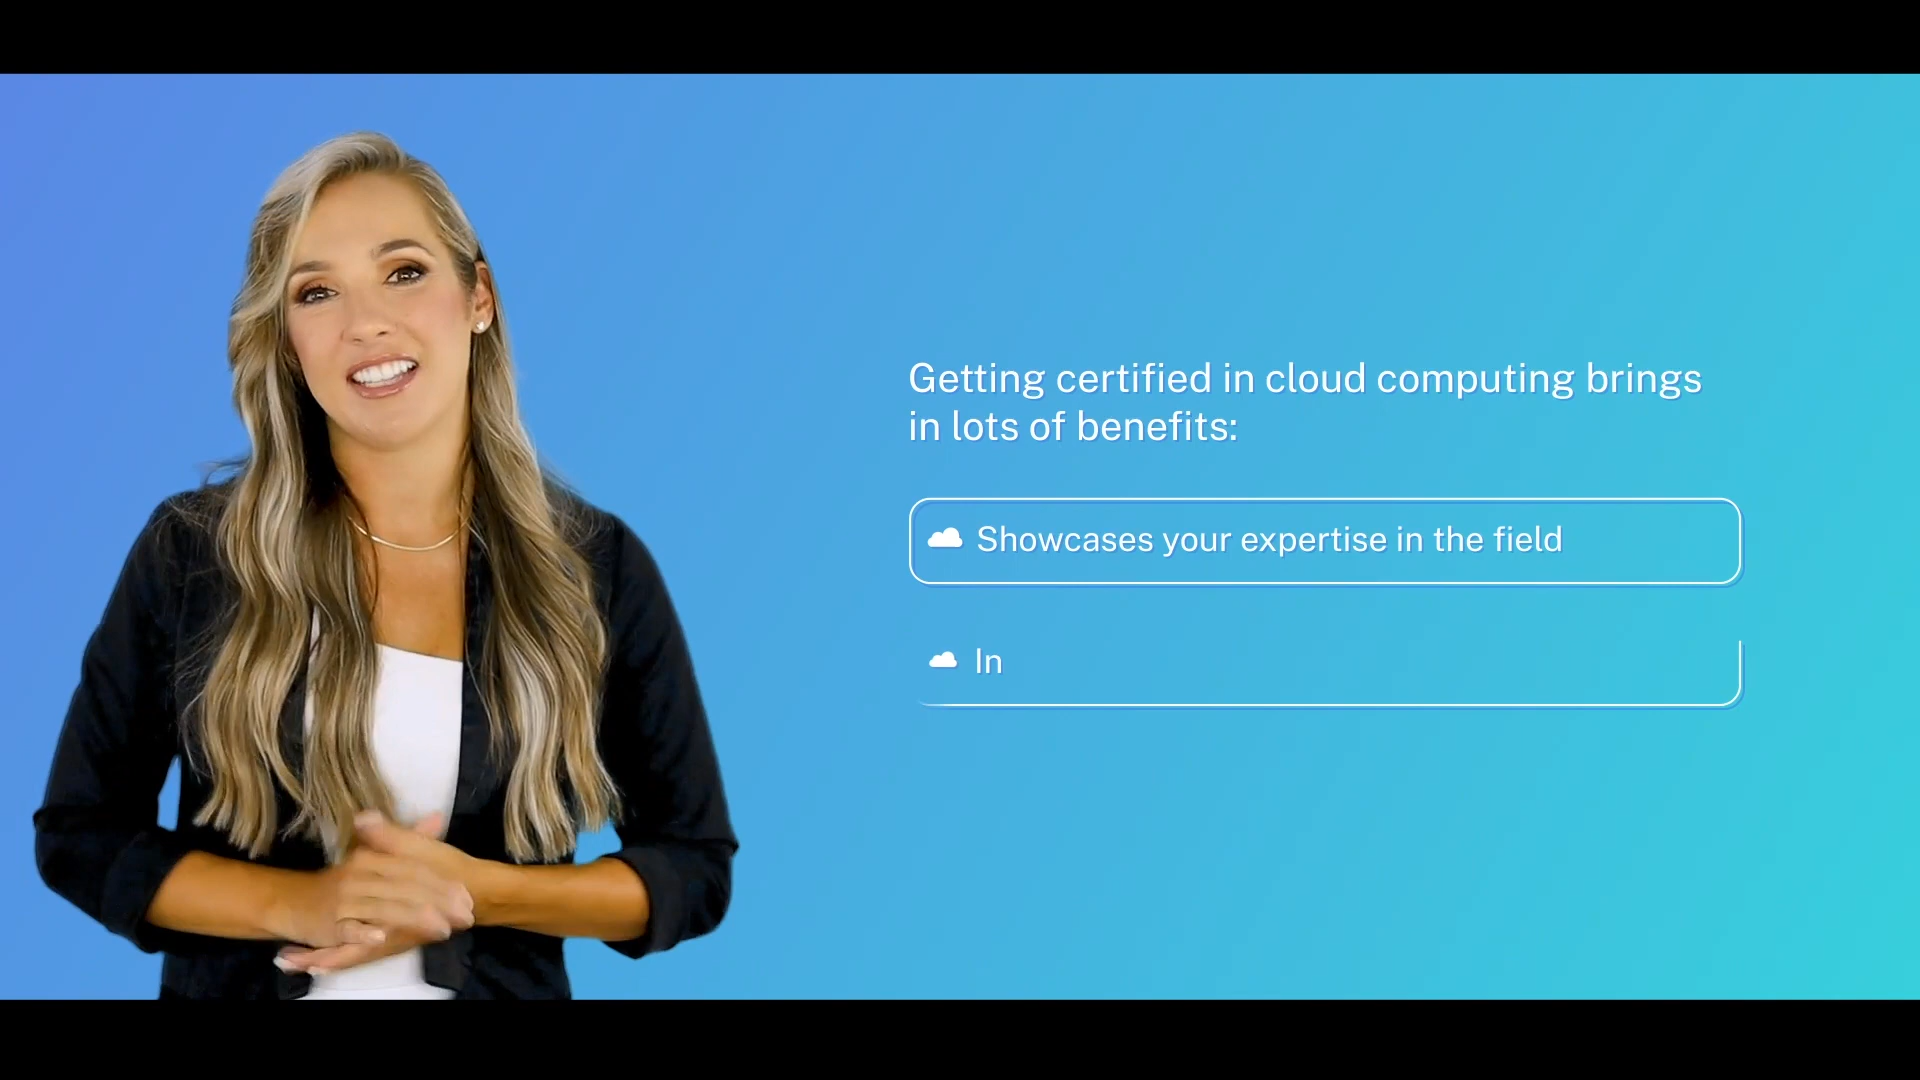 Getting certified in cloud computing brings
in lots of benefits:
Showcases your expertise in the field
In